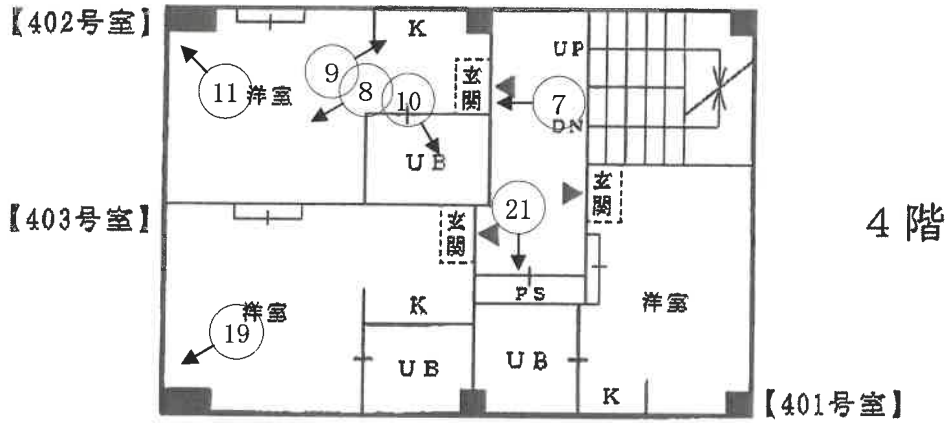 【402号室】
K
UP
9
玄関
11
洋室
8
10
7
DN
UB
21
玄関
【403号室】
玄関
4階
PS
洋室
洋室
K
19
UB
UB
K
【401号室】